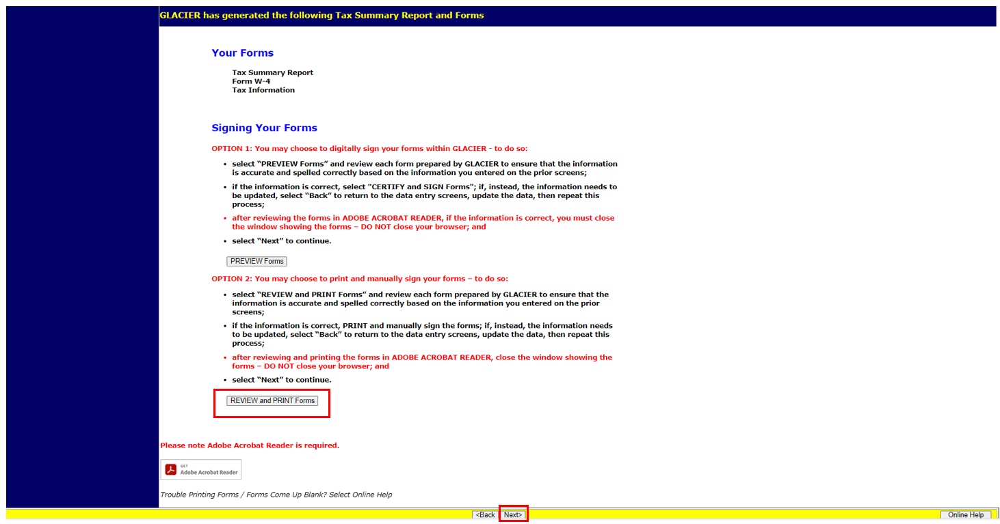 GLACIER has generated the following Tax Summary Report and Forms
Your Forms
Tax Summary Report
Form W-4
Tax Information
Signing Your Forms
OPTION 1: You may choose to digitally sign your forms within GLACIER - to do so:
• select “PREVIEW Forms” and review each form prepared by GLACIER to ensure that the information
is accurate and spelled correctly based on the information you entered on the prior screens;
• if the information is correct, select "CERTIFY and SIGN Forms"; if, instead, the information needs to
be updated, select “Back” to return to the data entry screens, update the data, then repeat this
process;
• after reviewing the forms in ADOBE ACROBAT READER, if the information is correct, you must close
the window showing the forms – DO NOT close your browser; and
• select “Next” to continue.
PREVIEW Forms
OPTION 2: You may choose to print and manually sign your forms – to do so:
• select “REVIEW and PRINT Forms” and review each form prepared by GLACIER to ensure that the
information is accurate and spelled correctly based on the information you entered on the prior
screens;
• if the information is correct, PRINT and manually sign the forms; if, instead, the information needs
to be updated, select “Back” to return to the data entry screens, update the data, then repeat this
process;
• after reviewing and printing the forms in ADOBE ACROBAT READER, close the window showing the
forms – DO NOT close your browser; and
• select “Next” to continue.
REVIEW and PRINT Forms
Please note Adobe Acrobat Reader is required.
GET
Adobe Acrobat Reader
Trouble Printing Forms / Forms Come Up Blank? Select Online Help
<Back Next> Online Help